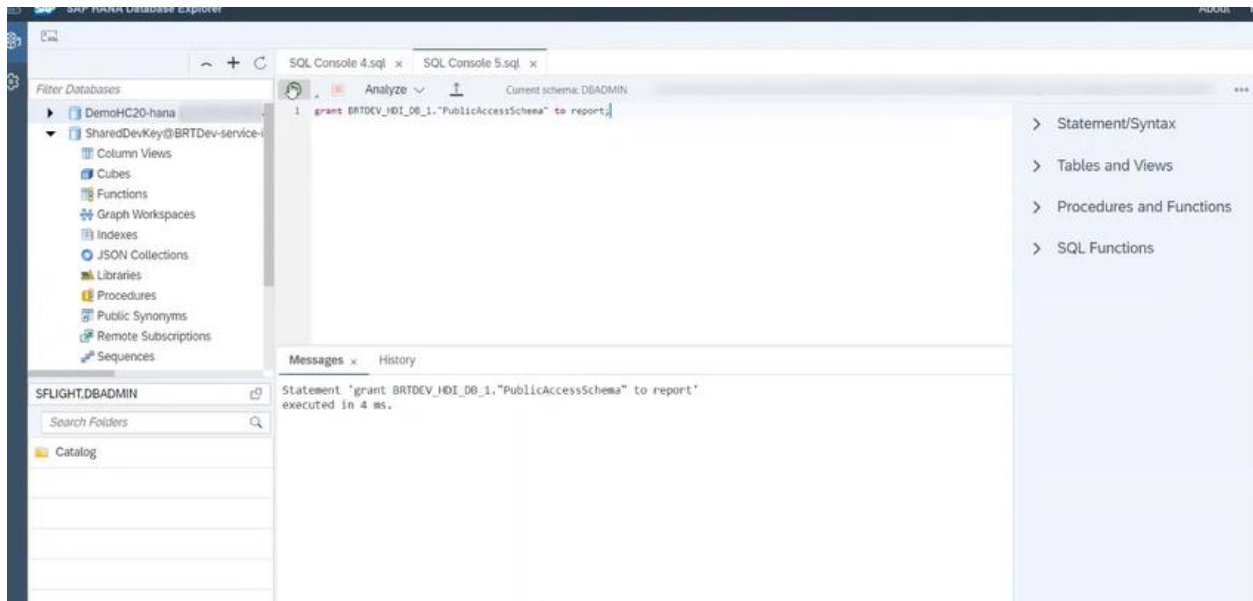 SAP SAP HANA Database Explorer
About
SQL Console 4.sql × SQL Console 5.sql ×
Filter Databases
Analyze
Current schema: DBADMIN
DemoHC20-hana
SharedDevKey@BRTDev-service-i
Column Views
Cubes
Functions
Graph Workspaces
Indexes
JSON Collections
Libraries
Procedures
Public Synonyms
Remote Subscriptions
Sequences
1 grant BRTDEV_HDI_DB_1."PublicAccessSchema" to report;
Statement/Syntax
Tables and Views
Procedures and Functions
SQL Functions
Messages × History
Statement 'grant BRTDEV_HDI_DB_1."PublicAccessSchema" to report'
executed in 4 ms.
SFLIGHT.DBADMIN
Search Folders
Catalog